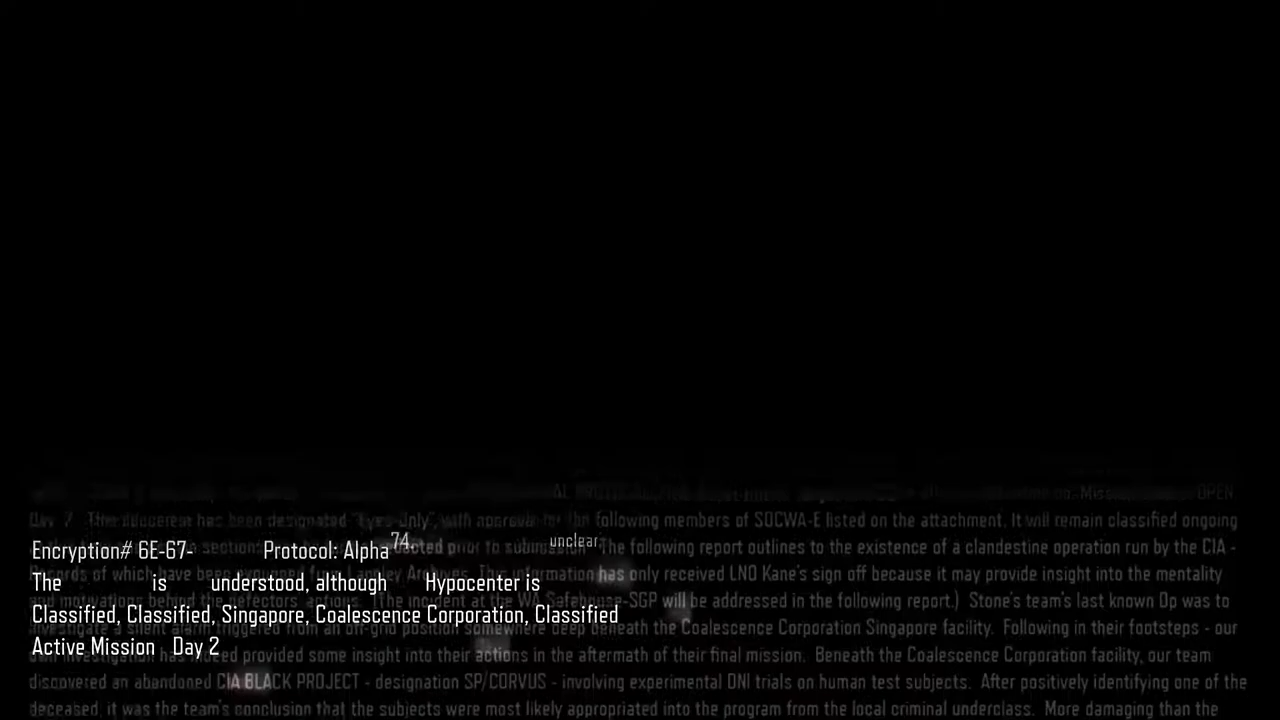 OPEN
Day 7 The document has been designated "Eyes-Only", with approval for the following members of SOCWA-E listed on the attachment. It will remain classified ongoing
prior to submission. The following report outlines to the existence of a clandestine operation run by the CIA -
of which have been This information has only received LNO Kane's sign off because it may provide insight into the mentality
and motivations behind the defectors' actions. (The incident at the WA Safehouse-SGP will be addressed in the following report.) Stone's team's last known Op was to
investigate a silent alarm triggered from an off-grid position somewhere deep beneath the Coalescence Corporation Singapore facility. Following in their footsteps - our
own investigation has indeed provided some insight into their actions in the aftermath of their final mission. Beneath the Coalescence Corporation facility, our team
discovered an abandoned CIA BLACK PROJECT - designation SP/CORVUS - involving experimental DNI trials on human test subjects. After positively identifying one of the
deceased, it was the team's conclusion that the subjects were most likely appropriated into the program from the local criminal underclass. More damaging than the
Encryption# 6E-67- Protocol: Alpha 74. unclear.
The is understood, although Hypocenter is
Classified, Classified, Singapore, Coalescence Corporation, Classified
Active Mission Day 2